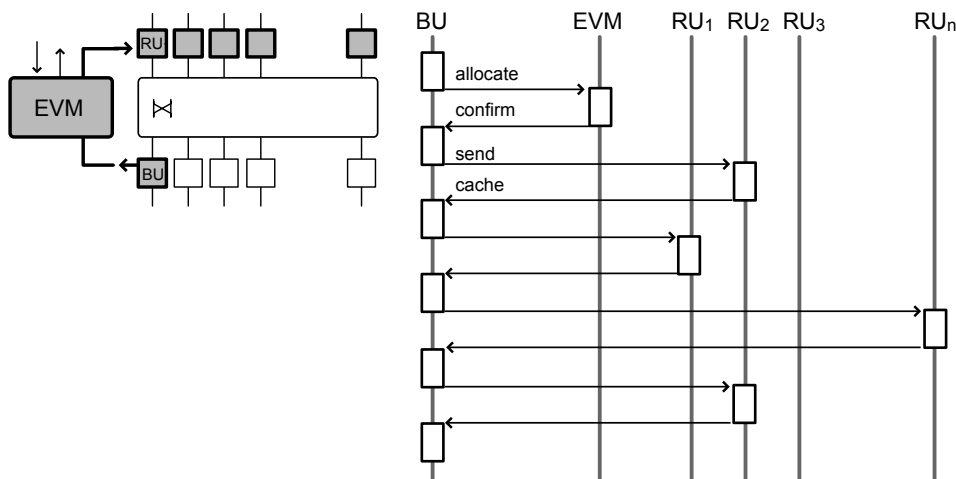 RU
EVM
BU
BU EVM RU1 RU2 RU3 RUn
allocate
confirm
send
cache